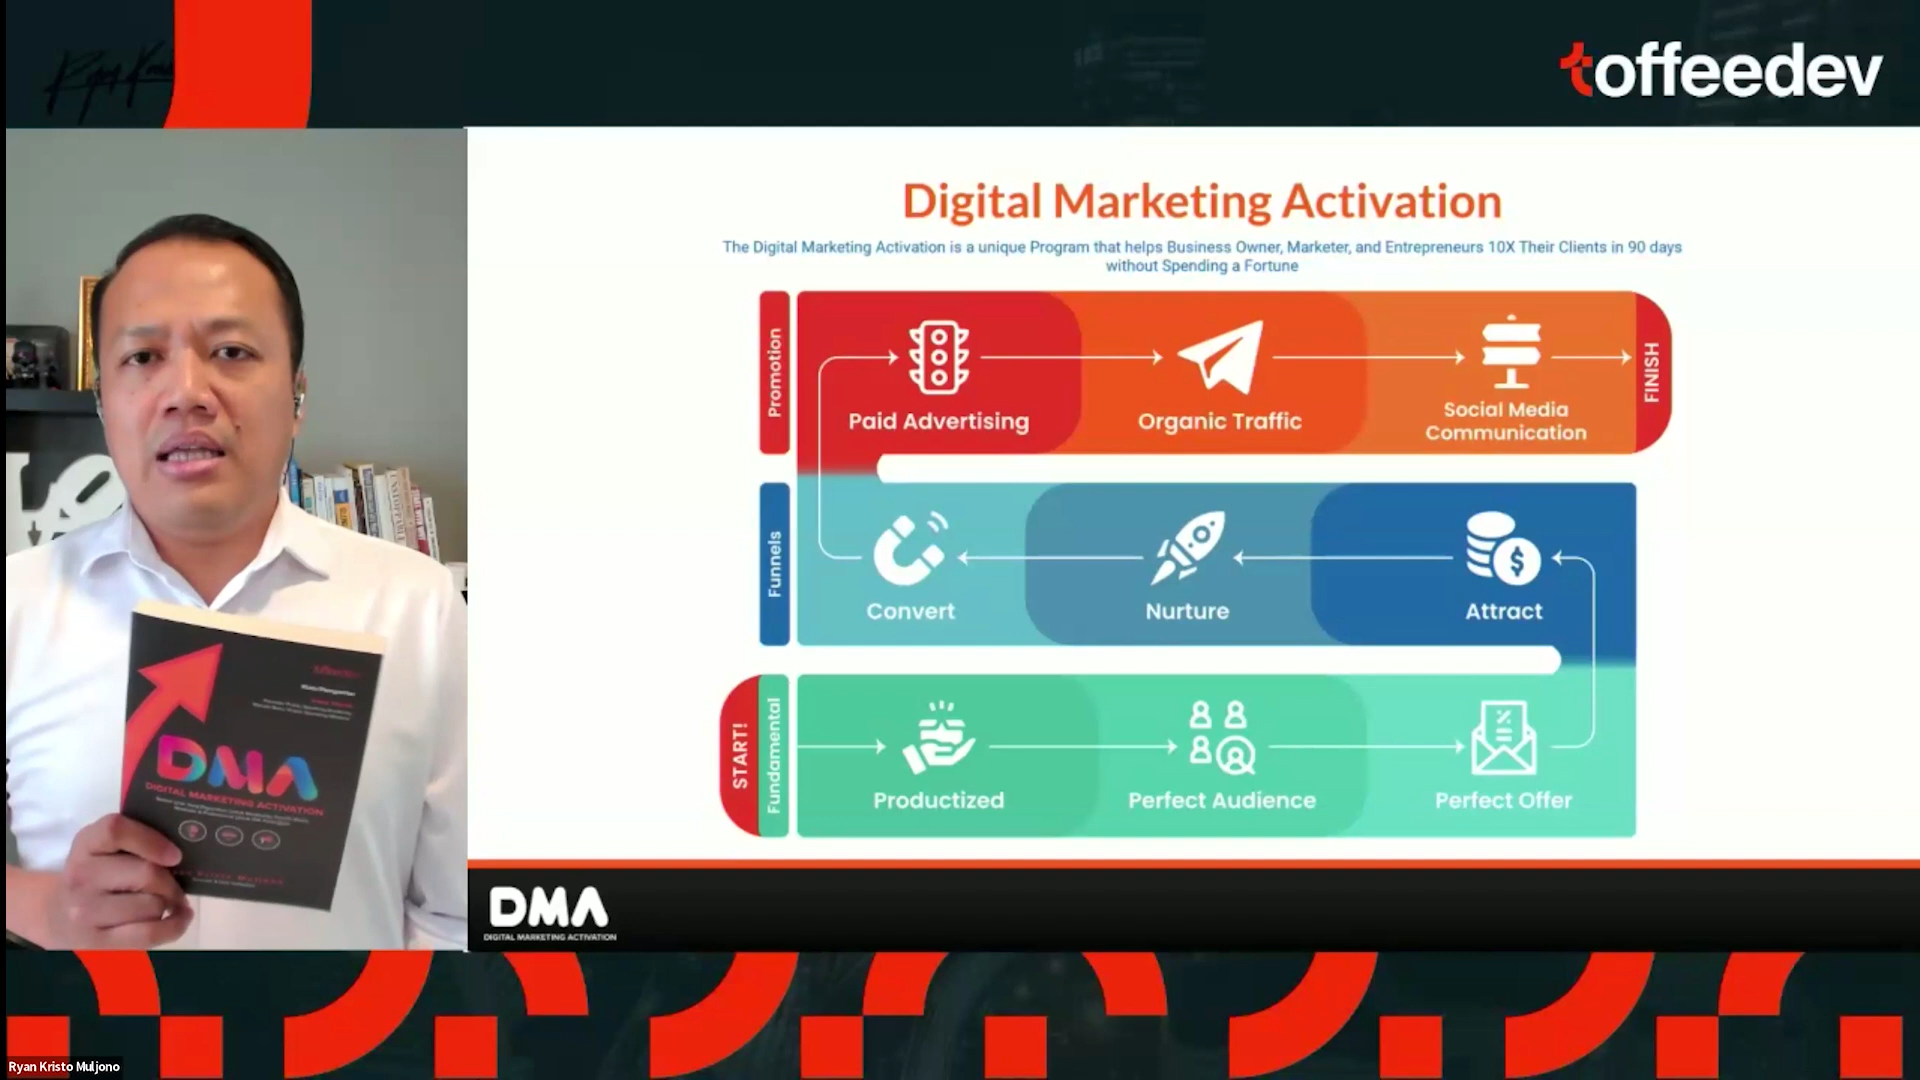 toffeedev
Digital Marketing Activation
The Digital Marketing Activation is a unique Program that helps Business Owner, Marketer, and Entrepreneurs 10X Their Clients in 90 days
without Spending a Fortune
Promotion
Paid Advertising
Organic Traffic
Social Media
Communication
FINISH
Funnels
Convert
Nurture
Attract
START!
Fundamental
Productized
Perfect Audience
Perfect Offer
DMA
DIGITAL MARKETING ACTIVATION
DMA
DIGITAL MARKETING ACTIVATION
Ryan Kristo Muljono